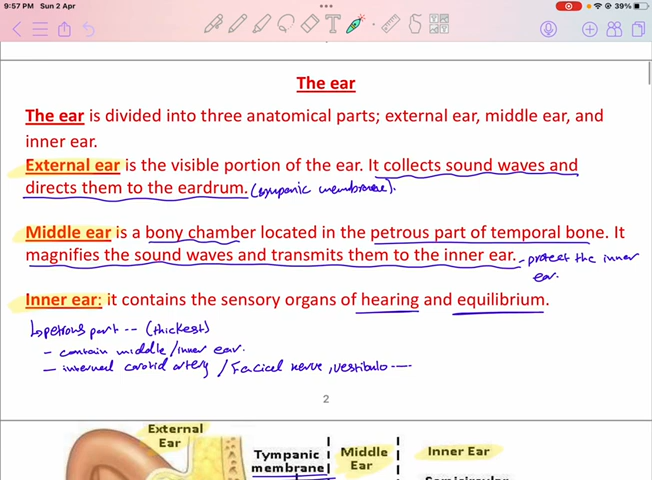 9:57 PM Sun 2 Apr
39%
The ear
The ear is divided into three anatomical parts; external ear, middle ear, and
inner ear.
External ear is the visible portion of the ear. It collects sound waves and
directs them to the eardrum. (tympanic membrane).
Middle ear is a bony chamber located in the petrous part of temporal bone. It
magnifies the sound waves and transmits them to the inner ear. - protect the inner
ear.
Inner ear: it contains the sensory organs of hearing and equilibrium.
petrous part -- (thickest)
- contain middle/inner ear.
- internal carotid artery / Facial nerve, vestibulo ----
2
External
Ear
Tympanic
membrane
Middle
Ear
Inner Ear
Semicircular